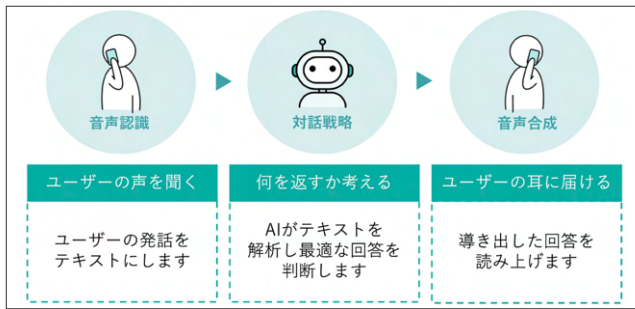 音声認識
対話戦略
音声合成
ユーザーの声を聞く
何を返すか考える
ユーザーの耳に届ける
ユーザーの発話を
テキストにします
AIがテキストを
解析し最適な回答を
判断します
導き出した回答を
読み上げます